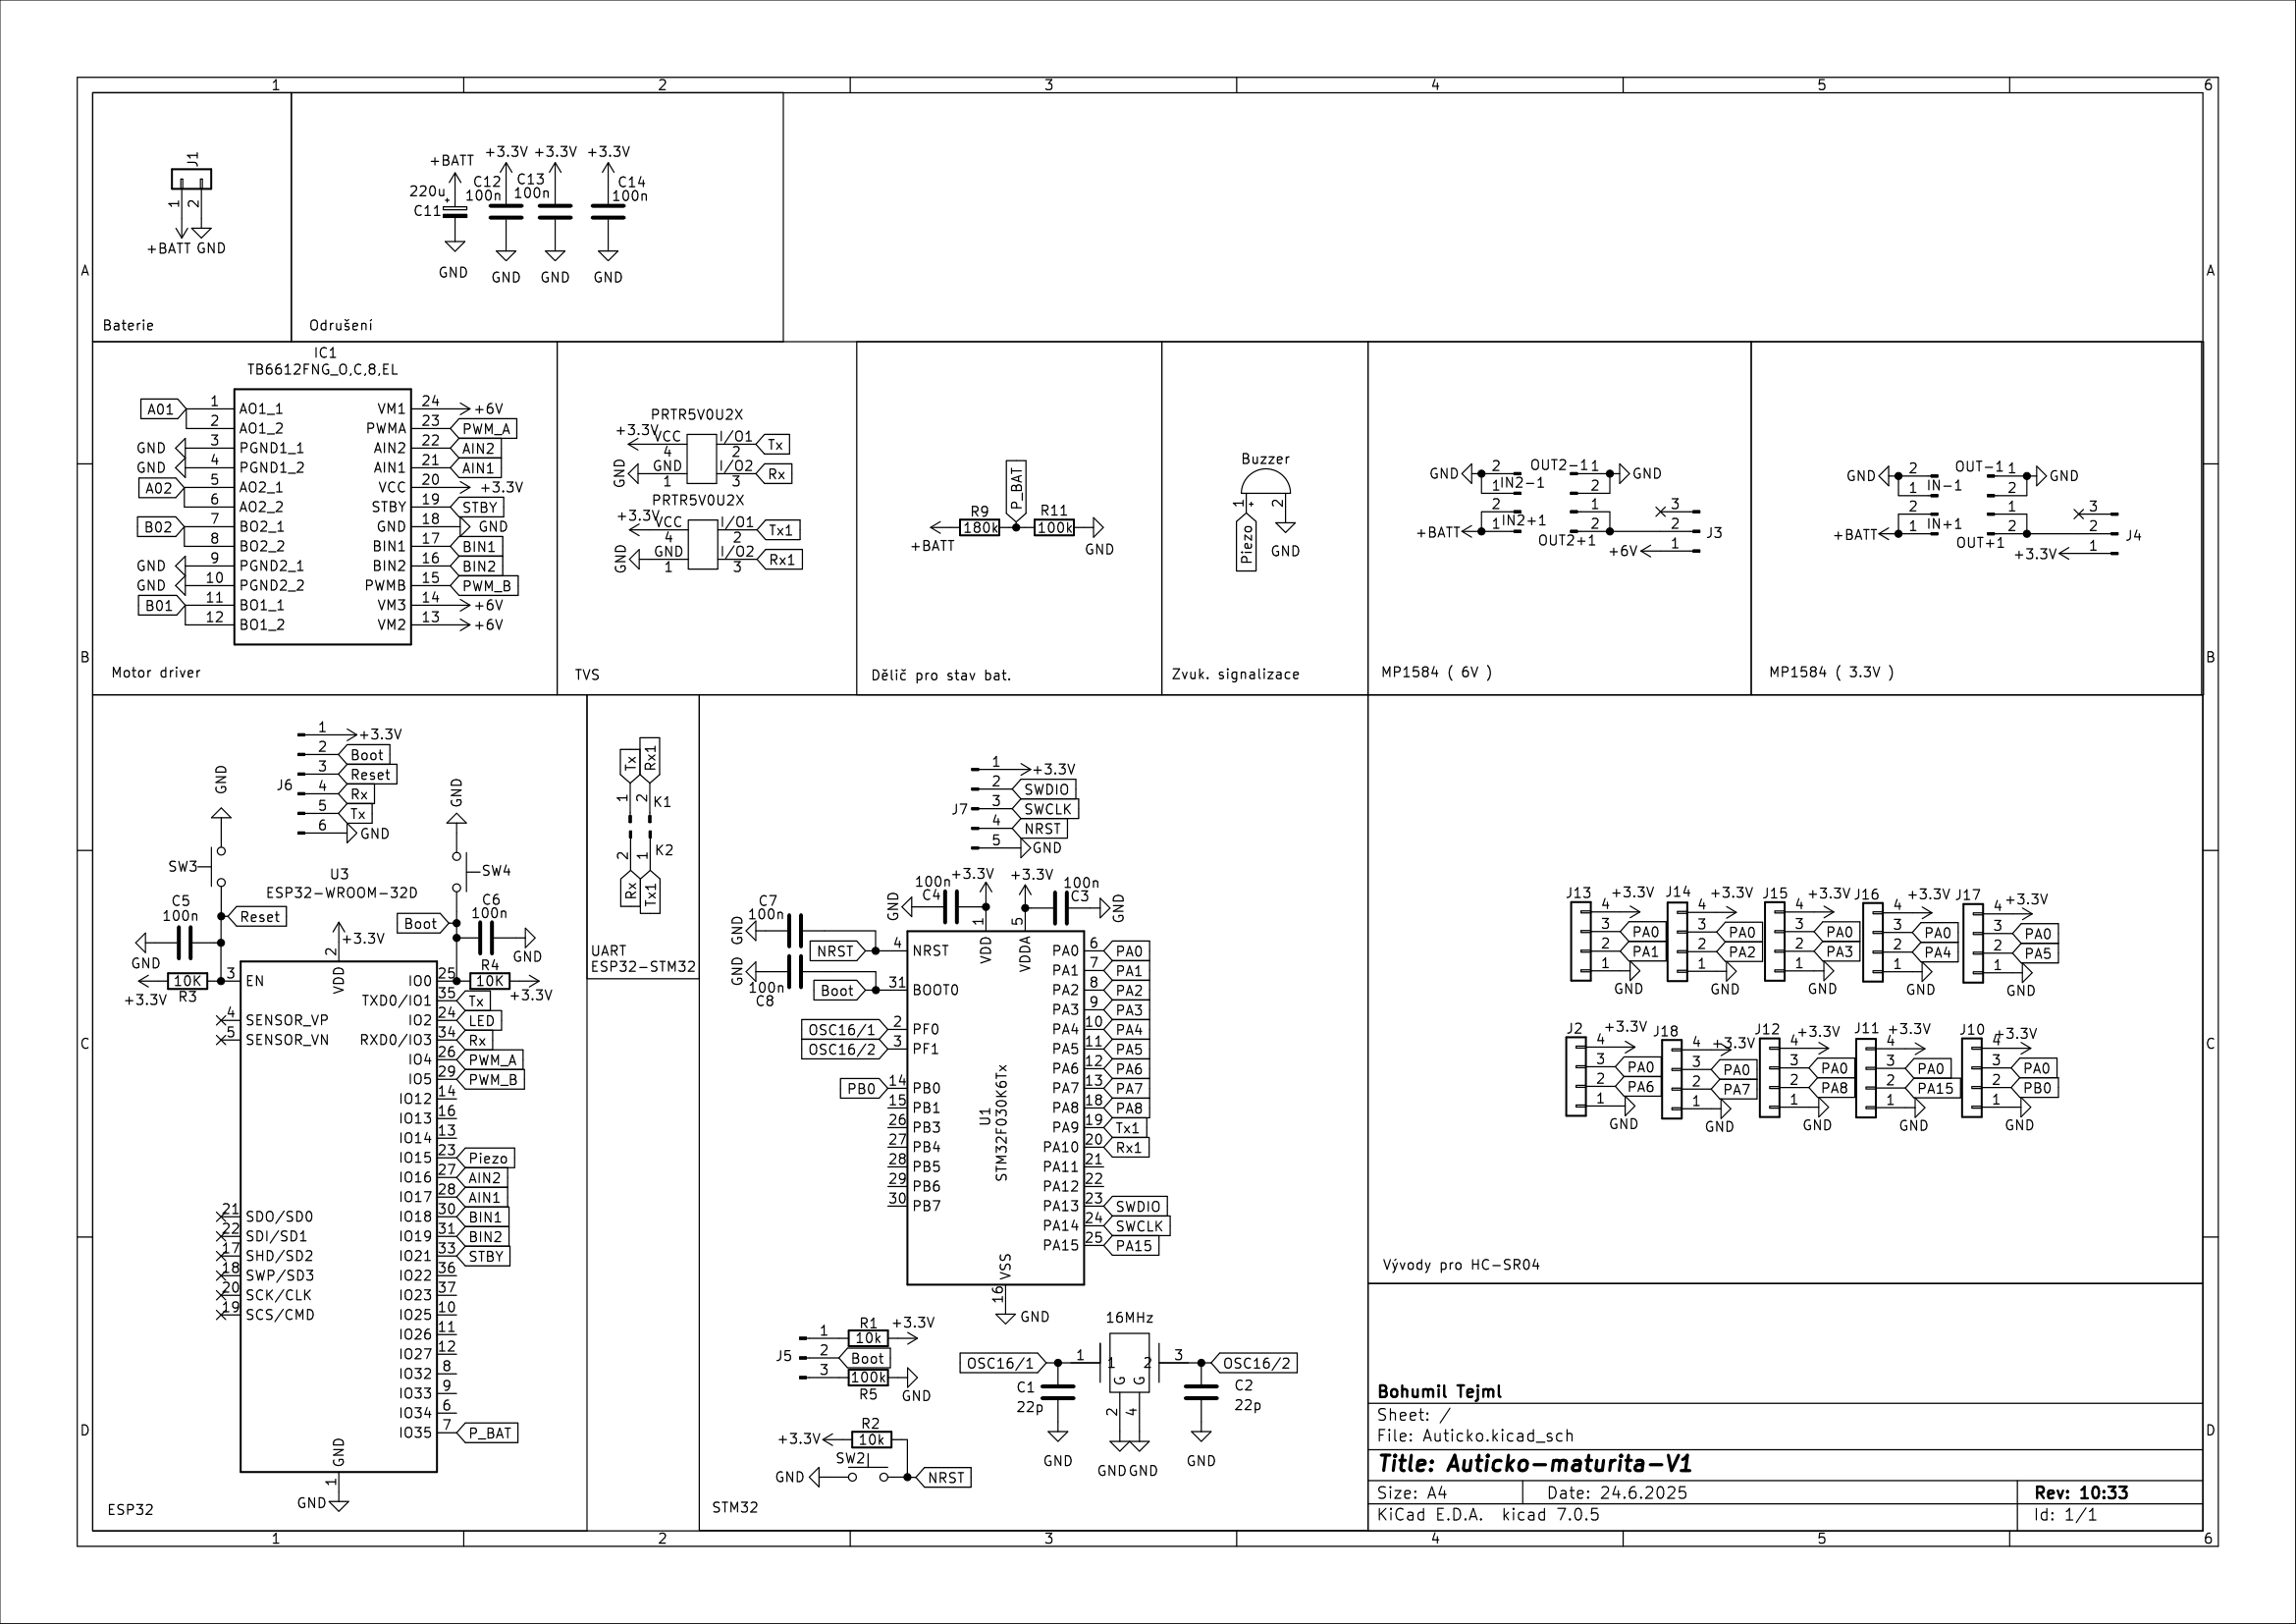 1 2 3 4 5 6
A
B
C
D
J1
1
2
+BATT GND
Baterie
+BATT
+3.3V +3.3V +3.3V
220u
C11
C12
100n
C13
100n
C14
100n
GND GND GND GND
Odrušení
IC1
TB6612FNG_O,C,8,EL
A01 1 AO1_1 VM1 24 +6V
2 AO1_2 PWMA 23 PWM_A
GND 3 PGND1_1 AIN2 22 AIN2
GND 4 PGND1_2 AIN1 21 AIN1
A02 5 AO2_1 VCC 20 +3.3V
6 AO2_2 STBY 19 STBY
B02 7 BO2_1 GND 18 GND
8 BO2_2 BIN1 17 BIN1
GND 9 PGND2_1 BIN2 16 BIN2
GND 10 PGND2_2 PWMB 15 PWM_B
B01 11 BO1_1 VM3 14 +6V
12 BO1_2 VM2 13 +6V
Motor driver
PRTR5V0U2X
+3.3V VCC 4 I/O1 2 Tx
GND GND 1 I/O2 3 Rx
PRTR5V0U2X
+3.3V VCC 4 I/O1 2 Tx1
GND GND 1 I/O2 3 Rx1
TVS
P_BAT
R9 R11
180k 100k
+BATT GND
Dělič pro stav bat.
Buzzer
+
1 2
Piezo GND
Zvuk. signalizace
GND 2 OUT2-1 1 GND
1 IN2-1 2
2 1 3
+BATT 1 IN2+1 2 2 J3
OUT2+1
+6V 1
MP1584 ( 6V )
GND 2 OUT-1 1 GND
1 IN-1 2
2 1 3
+BATT 1 IN+1 2 2 J4
OUT+1
+3.3V 1
MP1584 ( 3.3V )
J6
1 +3.3V
2 Boot
3 Reset
4 Rx
5 Tx
6 GND
GND
GND
SW3
SW4
U3
ESP32-WROOM-32D
C5
100n
Reset
GND
10K
R3
+3.3V
+3.3V
Boot
C6
100n
GND
R4
10K
+3.3V
2 VDD
3 EN IO0 25
TXD0/IO1 35 Tx
4 SENSOR_VP IO2 24 LED
5 SENSOR_VN RXD0/IO3 34 Rx
IO4 26 PWM_A
IO5 29 PWM_B
IO12 14
IO13 16
IO14 13
IO15 23 Piezo
IO16 27 AIN2
IO17 28 AIN1
21 SDO/SD0 IO18 30 BIN1
22 SDI/SD1 IO19 31 BIN2
17 SHD/SD2 IO21 33 STBY
18 SWP/SD3 IO22 36
20 SCK/CLK IO23 37
19 SCS/CMD IO25 10
IO26 11
IO27 12
IO32 8
IO33 9
IO34 6
IO35 7 P_BAT
GND
1
GND
ESP32
Tx Rx1
1 2 K1
2 1 K2
Rx Tx1
UART
ESP32-STM32
J7
1 +3.3V
2 SWDIO
3 SWCLK
4 NRST
5 GND
100n
C4
+3.3V
+3.3V
100n
C3
GND
GND
C7
100n
GND
GND
100n
C8
1 VDD
5 VDDA
NRST 4 NRST PA0 6 PA0
PA1 7 PA1
Boot 31 BOOT0 PA2 8 PA2
PA3 9 PA3
OSC16/1 2 PF0 PA4 10 PA4
OSC16/2 3 PF1 PA5 11 PA5
PA6 12 PA6
PB0 14 PB0 PA7 13 PA7
15 PB1 PA8 18 PA8
26 PB3 PA9 19 Tx1
27 PB4 PA10 20 Rx1
28 PB5 PA11 21
29 PB6 PA12 22
30 PB7 PA13 23 SWDIO
PA14 24 SWCLK
PA15 25 PA15
U1
STM32F030K6Tx
VSS
16
GND
J5
1 R1 10k +3.3V
2 Boot
3 100k R5 GND
R2
+3.3V 10k
SW2
GND NRST
16MHz
OSC16/1 1 1 2 3 OSC16/2
G G
2 4
C1
22p
C2
22p
GND GND GND GND
STM32
J13 4 +3.3V 3 PA0 2 PA1 1 GND
J14 4 +3.3V 3 PA0 2 PA2 1 GND
J15 4 +3.3V 3 PA0 2 PA3 1 GND
J16 4 +3.3V 3 PA0 2 PA4 1 GND
J17 4 +3.3V 3 PA0 2 PA5 1 GND
J2 4 +3.3V 3 PA0 2 PA6 1 GND
J18 4 +3.3V 3 PA0 2 PA7 1 GND
J12 4 +3.3V 3 PA0 2 PA8 1 GND
J11 4 +3.3V 3 PA0 2 PA15 1 GND
J10 4 +3.3V 3 PA0 2 PB0 1 GND
Vývody pro HC-SR04
Bohumil Tejml
Sheet: /
File: Auticko.kicad_sch
Title: Auticko-maturita-V1
Size: A4 Date: 24.6.2025 Rev: 10:33
KiCad E.D.A. kicad 7.0.5 Id: 1/1
A
B
C
D
1 2 3 4 5 6